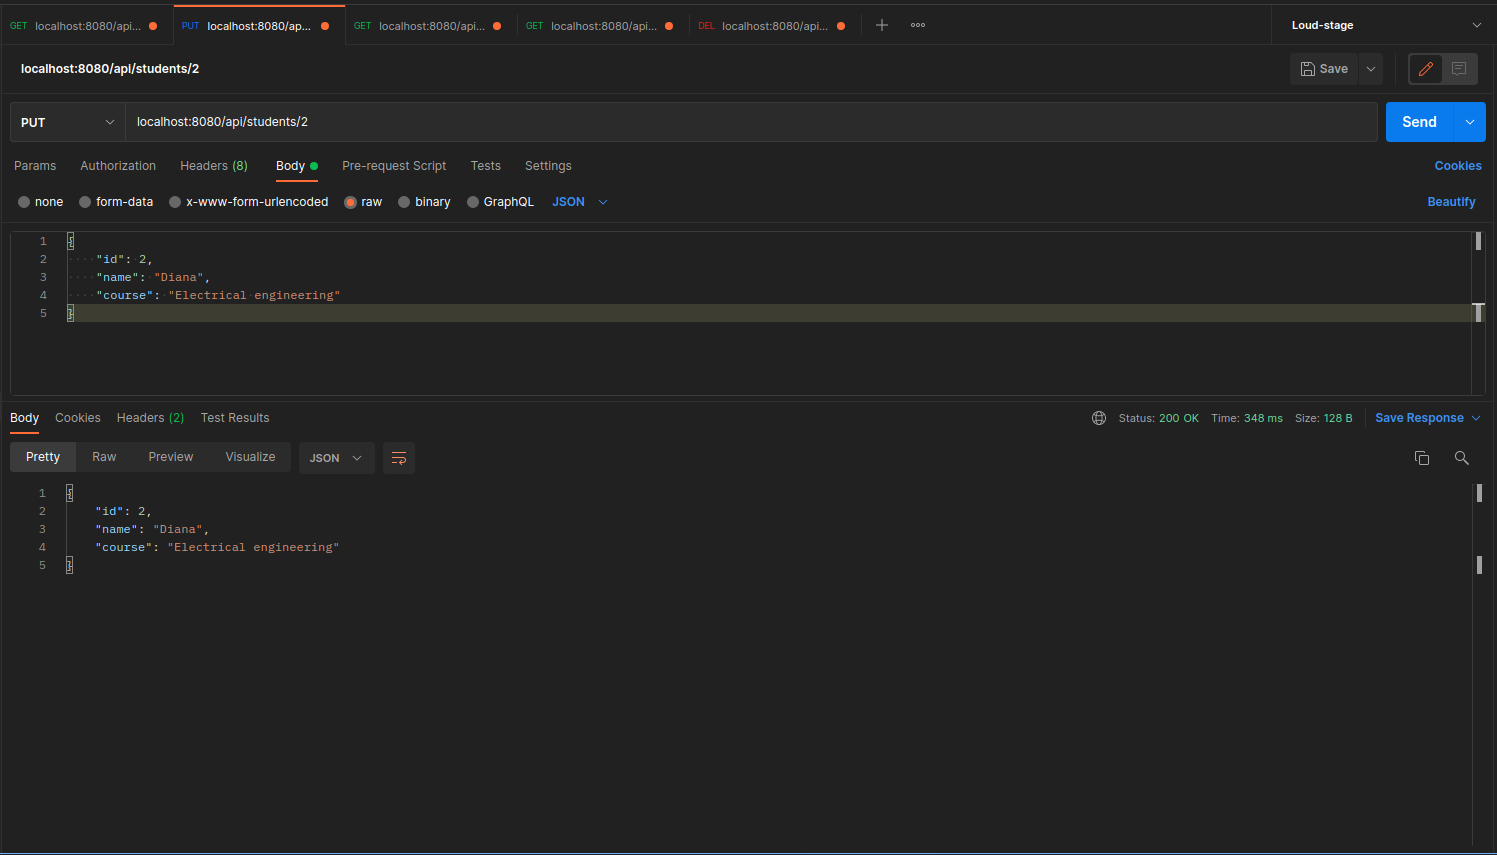 GET localhost:8080/api... PUT localhost:8080/ap... GET localhost:8080/api... GET localhost:8080/api... DEL localhost:8080/api... Loud-stage
localhost:8080/api/students/2 Save
PUT localhost:8080/api/students/2 Send
Params Authorization Headers (8) Body Pre-request Script Tests Settings Cookies
none form-data x-www-form-urlencoded raw binary GraphQL JSON Beautify
1 {
2 "id": 2,
3 "name": "Diana",
4 "course": "Electrical engineering"
5 }
Body Cookies Headers (2) Test Results Status: 200 OK Time: 348 ms Size: 128 B Save Response
Pretty Raw Preview Visualize JSON
1 {
2 "id": 2,
3 "name": "Diana",
4 "course": "Electrical engineering"
5 }